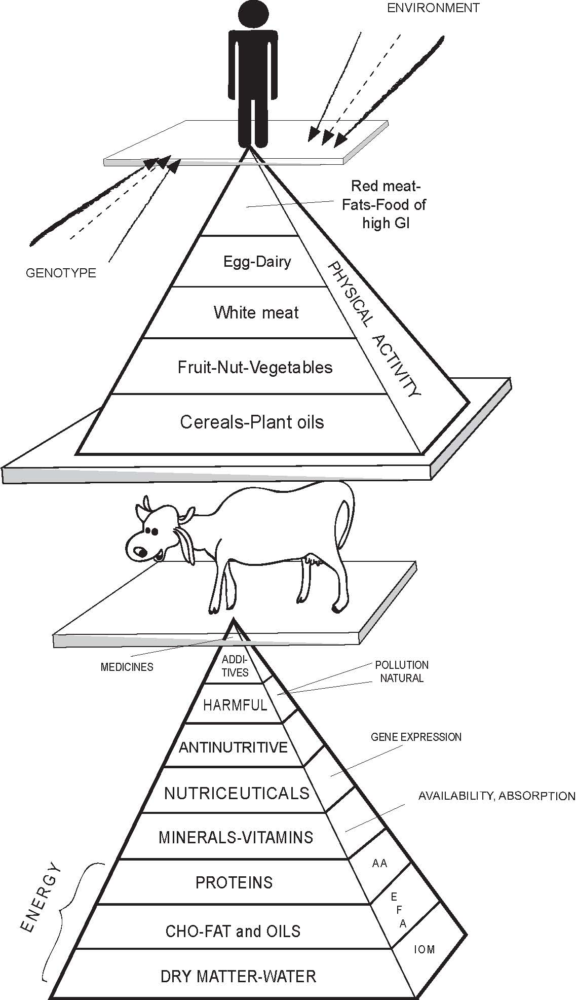 ENVIRONMENT
Red meat-
Fats-Food of
high GI
GENOTYPE
Egg-Dairy
PHYSICAL ACTIVITY
White meat
Fruit-Nut-Vegetables
Cereals-Plant oils
MEDICINES
ADDI-
TIVES
POLLUTION
NATURAL
HARMFUL
GENE EXPRESSION
ANTINUTRITIVE
NUTRICEUTICALS
AVAILABILITY, ABSORPTION
MINERALS-VITAMINS
AA
ENERGY
PROTEINS
E
F
A
CHO-FAT and OILS
IOM
DRY MATTER-WATER